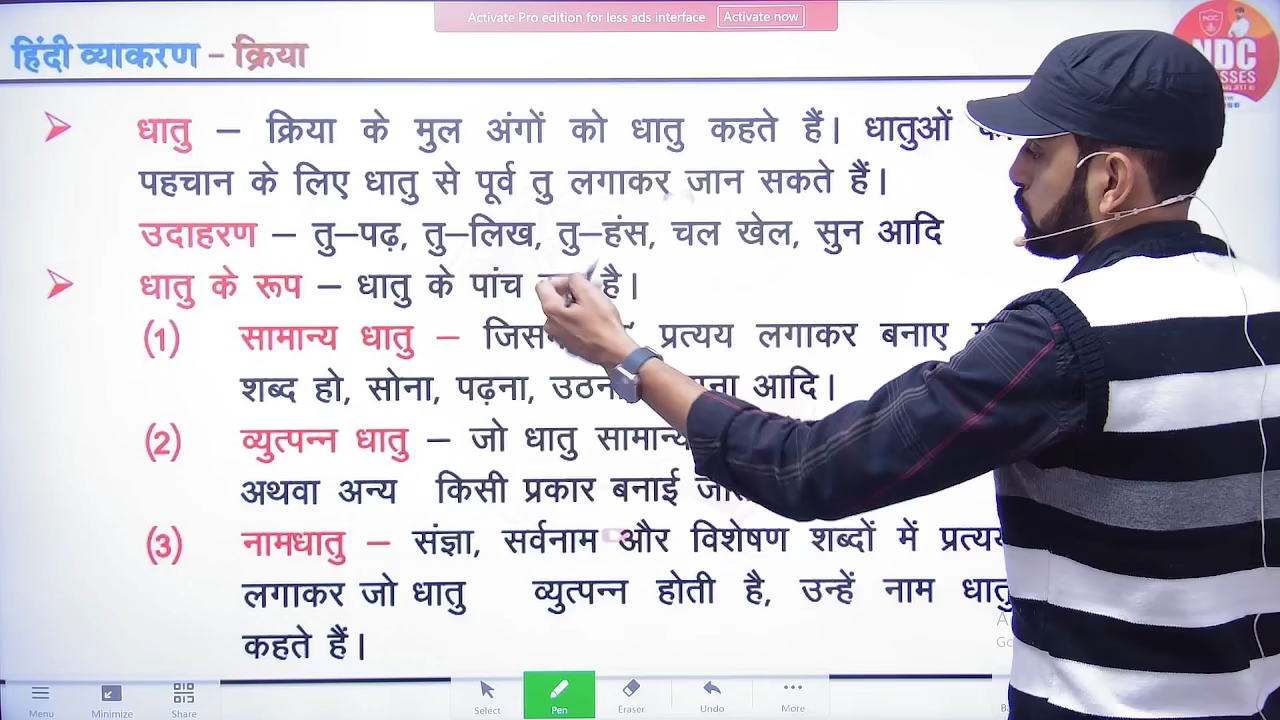 Activate Pro edition for less ads interface Activate now
हिंदी व्याकरण – क्रिया
NDC
धातु – क्रिया के मुल अंगों को धातु कहते हैं। धातुओं
पहचान के लिए धातु से पूर्व तु लगाकर जान सकते हैं।
उदाहरण – तु–पढ़, तु–लिख, तु–हंस, चल खेल, सुन आदि
धातु के रूप – धातु के पांच है।
(1) सामान्य धातु – प्रत्यय लगाकर बनाए
शब्द हो, सोना, पढ़ना, आदि।
(2) व्युत्पन्न धातु – जो धातु सामान्य
अथवा अन्य किसी प्रकार बनाई
(3) नामधातु – संज्ञा, सर्वनाम और विशेषण शब्दों में प्रत्यय
लगाकर जो धातु व्युत्पन्न होती है, उन्हें नाम धातु
कहते हैं।
Menu Minimize Share Select Pen Eraser Undo More